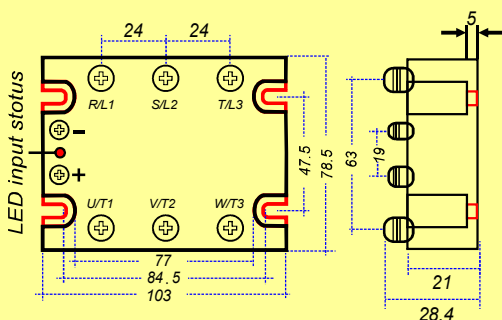 24 24 5
R/L1 S/L2 T/L3
LED input stotus
−
+
47.5
78.5
63
19
U/T1 V/T2 W/T3
77
84.5
103
21
28.4